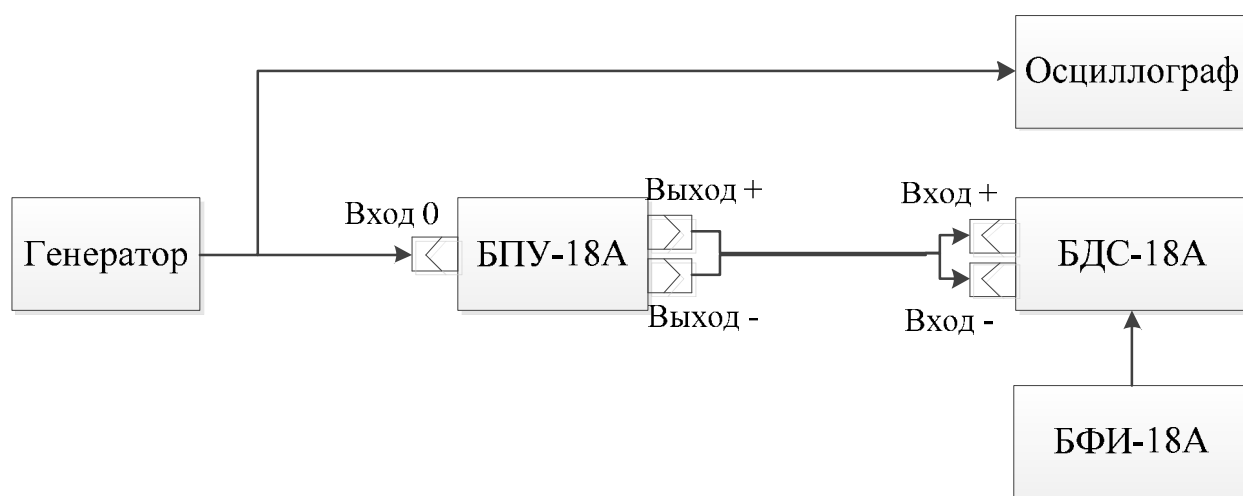 Осциллограф
Выход +
Вход +
Вход 0
Генератор
БПУ-18А
БДС-18А
Выход -
Вход -
БФИ-18А